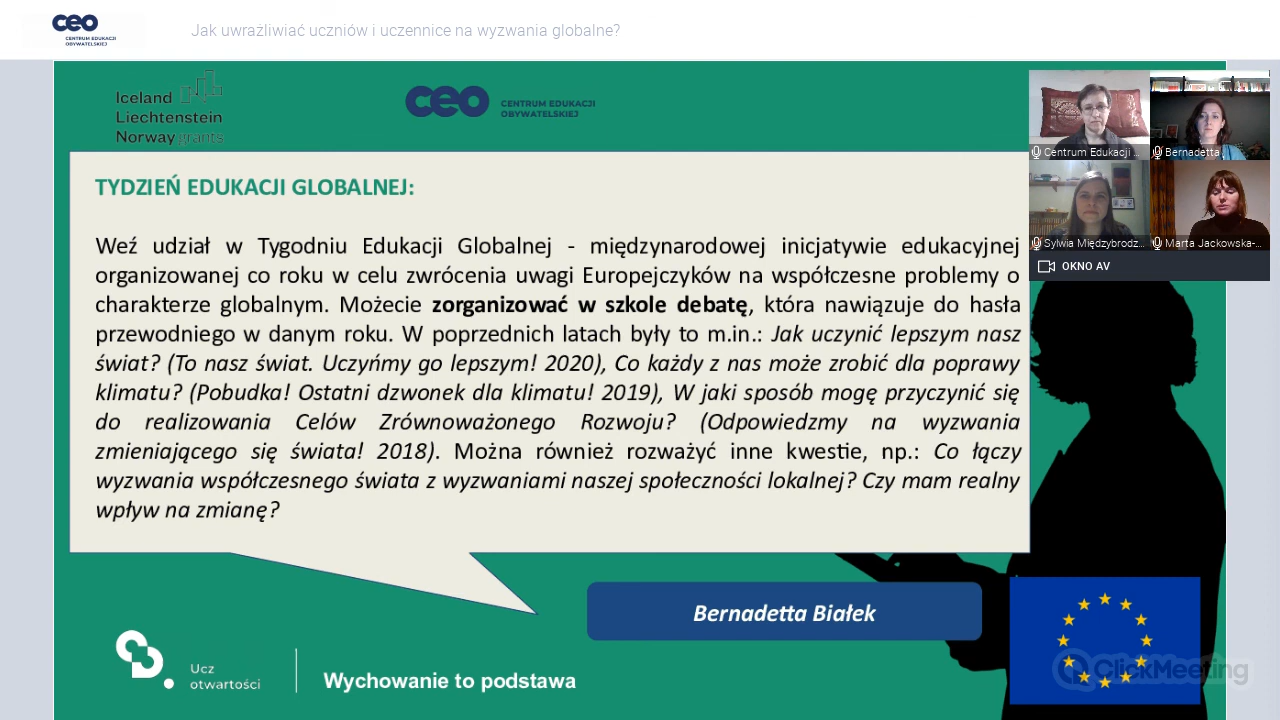 ceo
CENTRUM EDUKACJI
OBYWATELSKIEJ
Jak uwrażliwiać uczniów i uczennice na wyzwania globalne?
Iceland
Liechtenstein
Norway grants
ceo
CENTRUM EDUKACJI
OBYWATELSKIEJ
Centrum Edukacji ...
Bernadetta
Sylwia Międzybrodz...
Marta Jackowska-...
OKNO AV
TYDZIEŃ EDUKACJI GLOBALNEJ:
Weź udział w Tygodniu Edukacji Globalnej - międzynarodowej inicjatywie edukacyjnej
organizowanej co roku w celu zwrócenia uwagi Europejczyków na współczesne problemy o
charakterze globalnym. Możecie zorganizować w szkole debatę, która nawiązuje do hasła
przewodniego w danym roku. W poprzednich latach były to m.in.: Jak uczynić lepszym nasz
świat? (To nasz świat. Uczyńmy go lepszym! 2020), Co każdy z nas może zrobić dla poprawy
klimatu? (Pobudka! Ostatni dzwonek dla klimatu! 2019), W jaki sposób mogę przyczynić się
do realizowania Celów Zrównoważonego Rozwoju? (Odpowiedzmy na wyzwania
zmieniającego się świata! 2018). Można również rozważyć inne kwestie, np.: Co łączy
wyzwania współczesnego świata z wyzwaniami naszej społeczności lokalnej? Czy mam realny
wpływ na zmianę?
Bernadetta Białek
Ucz
otwartości
Wychowanie to podstawa
ClickMeeting